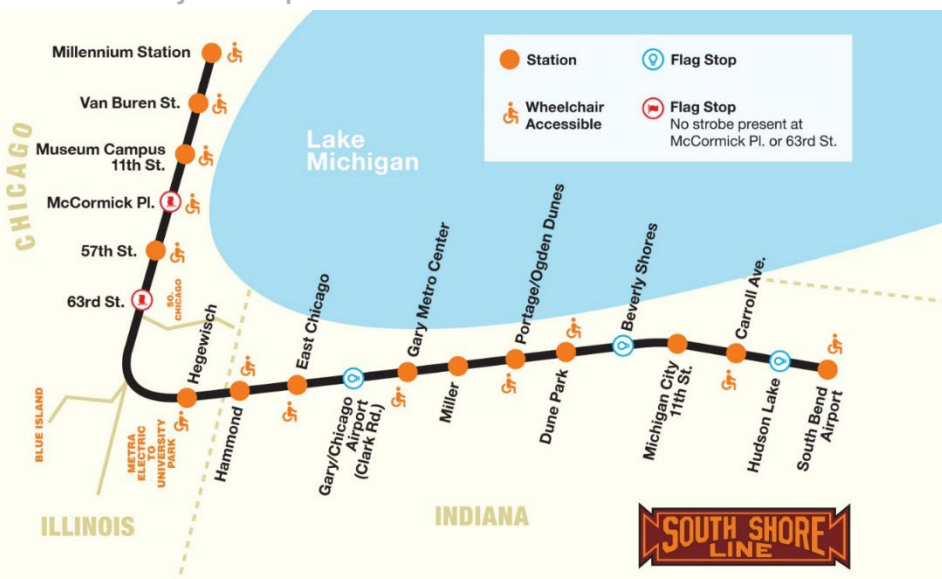 Millennium Station
Van Buren St.
Museum Campus
11th St.
McCormick Pl.
57th St.
63rd St.
CHICAGO
SO.
CHICAGO
Lake
Michigan
Station
Flag Stop
Wheelchair
Accessible
Flag Stop
No strobe present at
McCormick Pl. or 63rd St.
Hegewisch
Hammond
East Chicago
Gary/Chicago
Airport
(Clark Rd.)
Gary Metro Center
Miller
Portage/Ogden Dunes
Dune Park
Beverly Shores
Michigan City
11th St.
Carroll Ave.
Hudson Lake
South Bend
Airport
BLUE ISLAND
METRA
ELECTRIC
TO
UNIVERSITY
PARK
ILLINOIS
INDIANA
SOUTH SHORE
LINE